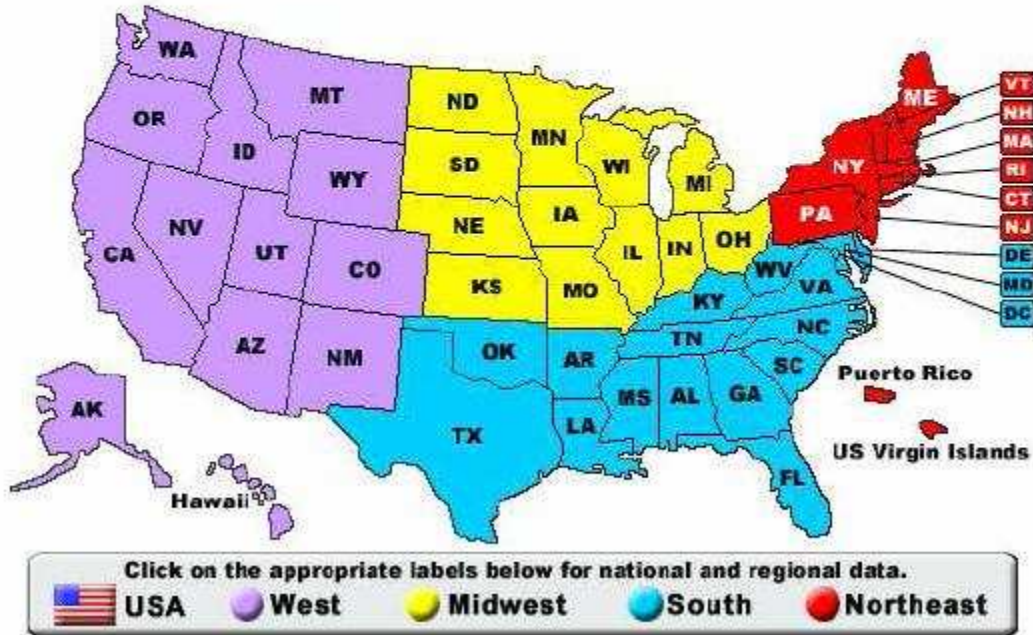 WA
MT
ND
MN
ME
VT
NH
OR
ID
SD
WI
MI
NY
MA
RI
WY
CT
PA
NJ
NV
NE
IA
IL
IN
OH
CA
UT
CO
KS
MO
WV
VA
DE
MD
DC
KY
AZ
NM
OK
AR
TN
NC
SC
AK
TX
LA
MS
AL
GA
Puerto Rico
US Virgin Islands
FL
Hawaii
Click on the appropriate labels below for national and regional data.
USA West Midwest South Northeast